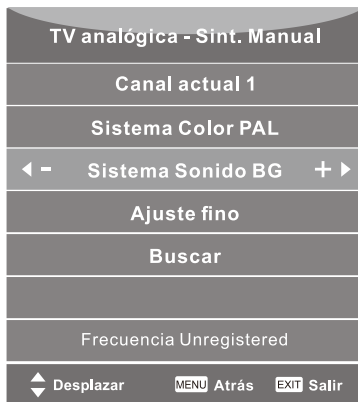 TV analógica - Sint. Manual
Canal actual 1
Sistema Color PAL
- Sistema Sonido BG +
Ajuste fino
Buscar
Frecuencia Unregistered
Desplazar MENU Atrás EXIT Salir